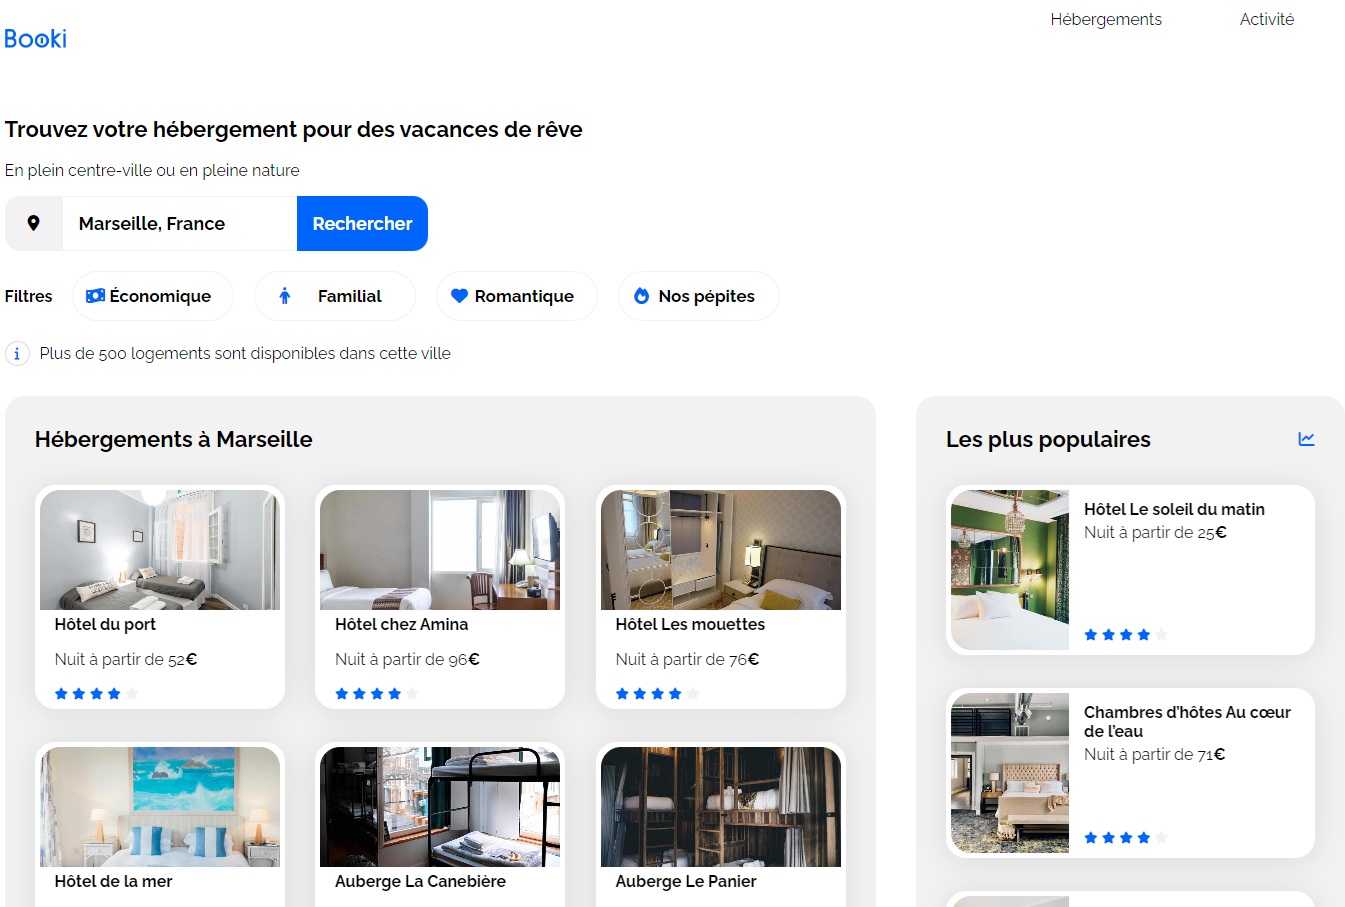 Booki
Hébergements
Activité
Trouvez votre hébergement pour des vacances de rêve
En plein centre-ville ou en pleine nature
Marseille, France
Rechercher
Filtres
Économique
Familial
Romantique
Nos pépites
Plus de 500 logements sont disponibles dans cette ville
Hébergements à Marseille
Hôtel du port
Nuit à partir de 52€
Hôtel chez Amina
Nuit à partir de 96€
Hôtel Les mouettes
Nuit à partir de 76€
Hôtel de la mer
Auberge La Canebière
Auberge Le Panier
Les plus populaires
Hôtel Le soleil du matin
Nuit à partir de 25€
Chambres d’hôtes Au cœur
de l’eau
Nuit à partir de 71€